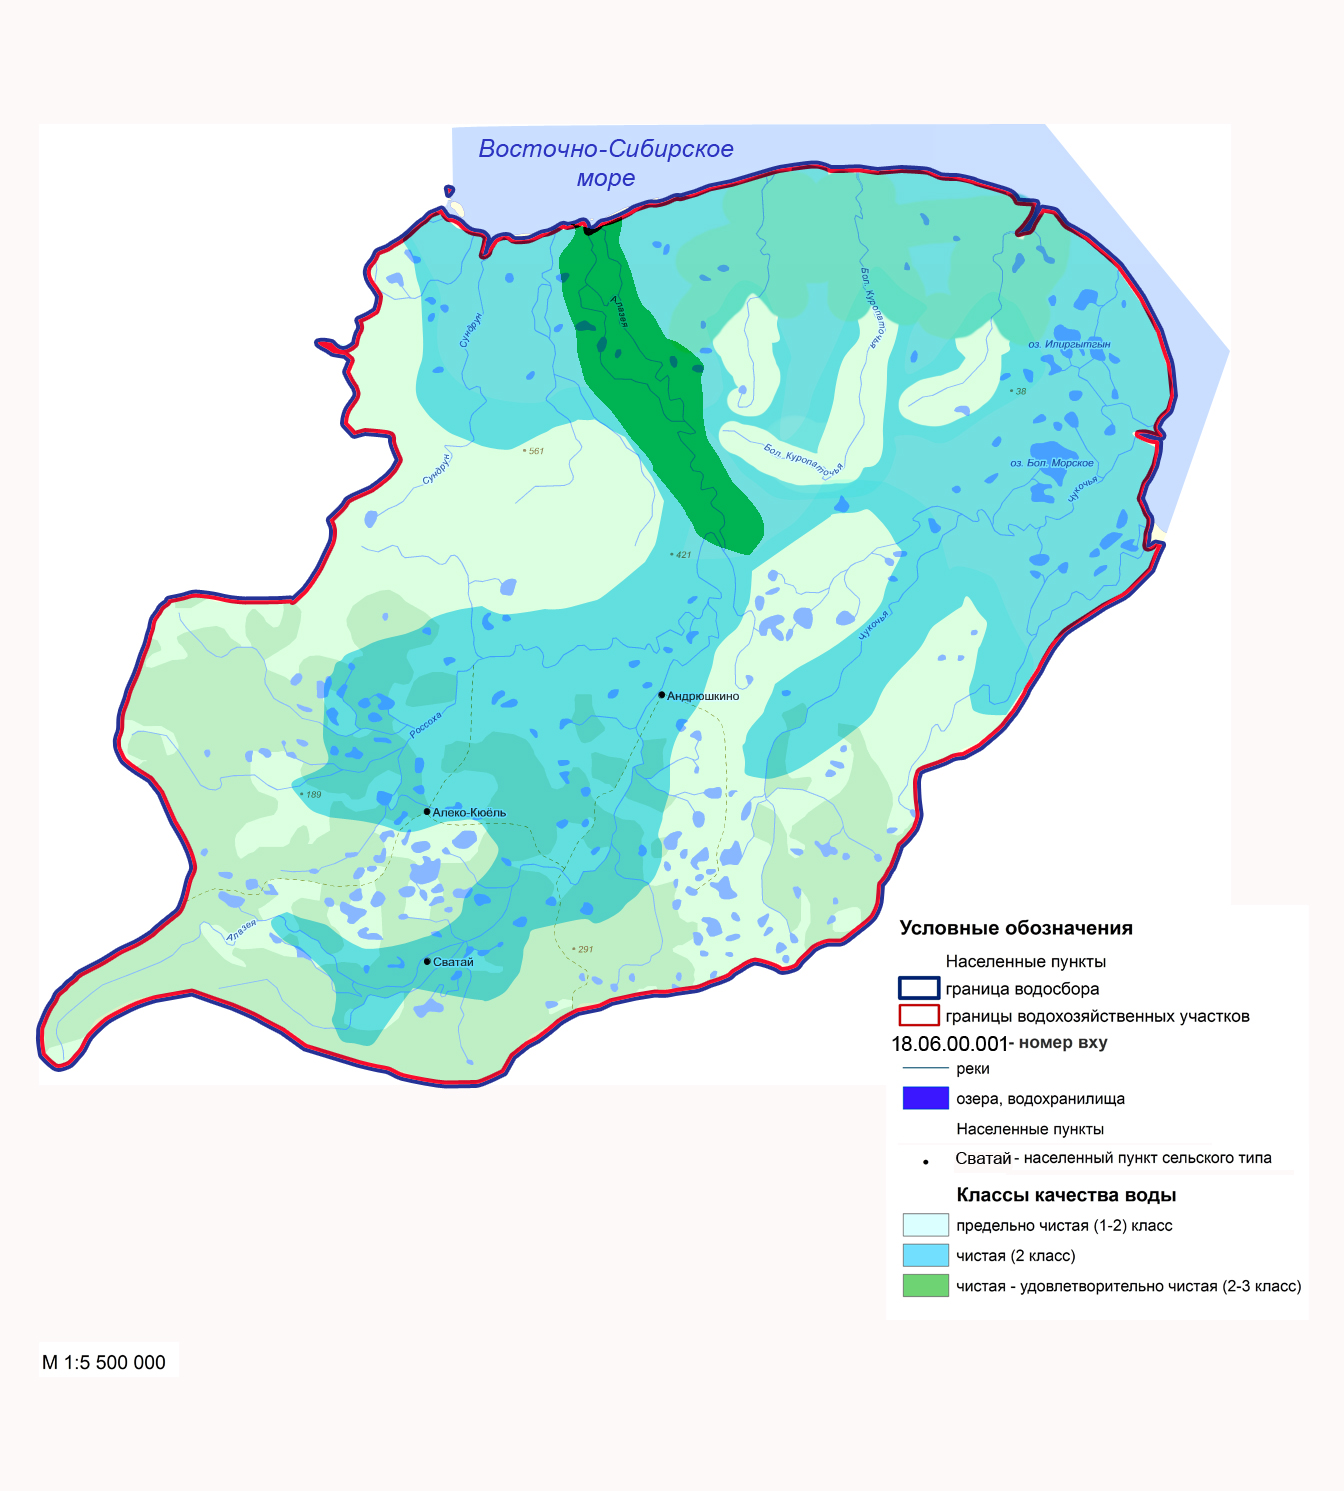 Восточно-Сибирское
море
Алазея
Бол. Куропаточья
Сундрун
оз. Ипиргытгын
38
561
Сундрун
Бол. Куропаточья
оз. Бол. Морское
Чукочья
421
Чукочья
Андрюшкино
Россоха
189
Алеко-Кюёль
Алазея
291
Сватай
Условные обозначения
Населенные пункты
граница водосбора
границы водохозяйственных участков
18.06.00.001- номер вху
реки
озера, водохранилища
Населенные пункты
Сватай - населенный пункт сельского типа
Классы качества воды
предельно чистая (1-2) класс
чистая (2 класс)
чистая - удовлетворительно чистая (2-3 класс)
М 1:5 500 000